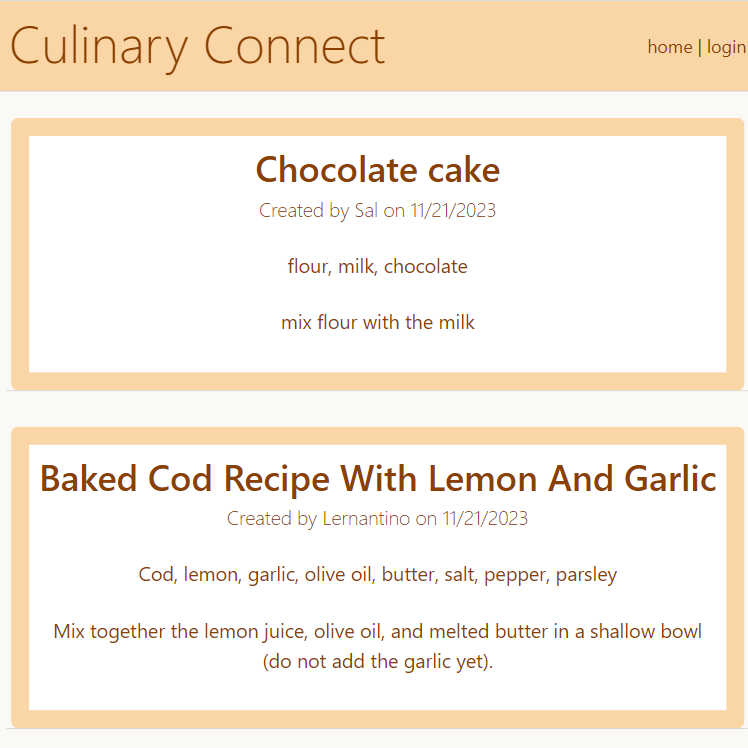 Culinary Connect
home | login
Chocolate cake
Created by Sal on 11/21/2023
flour, milk, chocolate
mix flour with the milk
Baked Cod Recipe With Lemon And Garlic
Created by Lernantino on 11/21/2023
Cod, lemon, garlic, olive oil, butter, salt, pepper, parsley
Mix together the lemon juice, olive oil, and melted butter in a shallow bowl
(do not add the garlic yet).